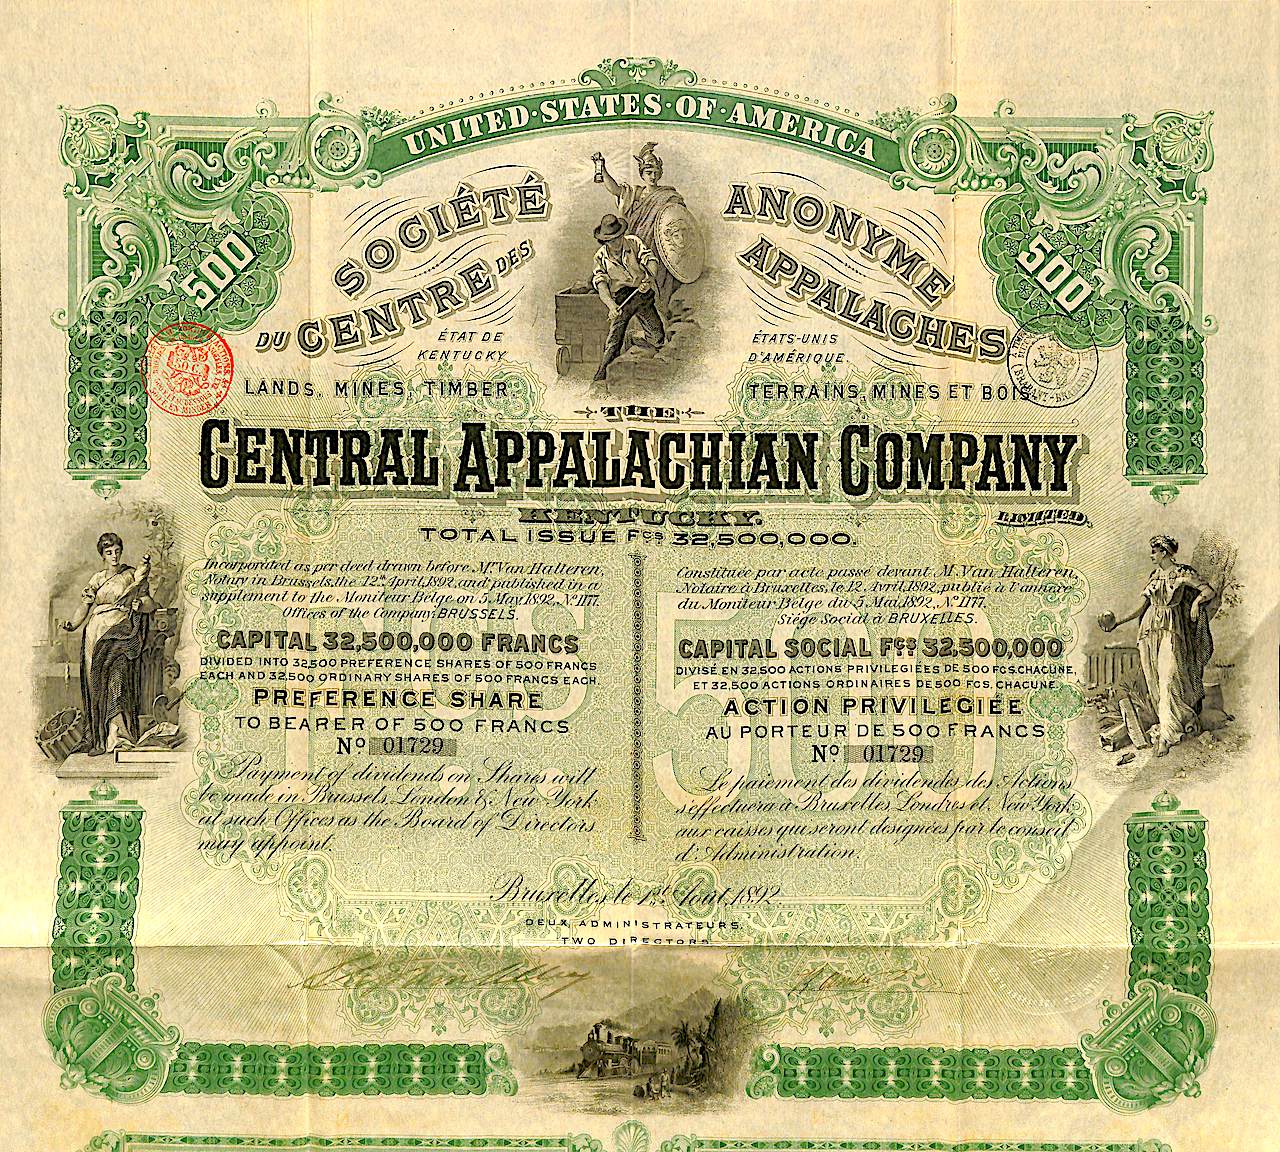 UNITED·STATES·OF·AMERICA
500
500
SOCIÉTÉ ANONYME
DU CENTRE DES APPALACHES
ÉTAT DE KENTUCKY
ÉTATS-UNIS D'AMÉRIQUE.
LANDS, MINES, TIMBER.
TERRAINS, MINES ET BOIS.
THE
CENTRAL APPALACHIAN COMPANY
KENTUCKY.
LIMITED.
TOTAL ISSUE Fcs 32,500,000.
Incorporated as per deed drawn before Mr. Van Halteren,
Notary in Brussels, the 12th April, 1892, and published in a
supplement to the Moniteur Belge on 5 May 1892, No. 1177.
Offices of the Company: BRUSSELS.
CAPITAL 32,500,000 FRANCS
DIVIDED INTO 32,500 PREFERENCE SHARES OF 500 FRANCS
EACH AND 32,500 ORDINARY SHARES OF 500 FRANCS EACH.
PREFERENCE SHARE
TO BEARER OF 500 FRANCS
No 01729
Payment of dividends on Shares will
be made in Brussels, London & New York
at such Offices as the Board of Directors
may appoint.
Constituée par acte passé devant M. Van Halteren,
Notaire à Bruxelles, le 12, Avril, 1892, publié à l'annexe
du Moniteur Belge du 5 Mai, 1892, No. 1177.
Siège Social à BRUXELLES.
CAPITAL SOCIAL Fcs 32,500,000
DIVISÉ EN 32,500 ACTIONS PRIVILEGIÉES DE 500 FCS. CHACUNE,
ET 32,500 ACTIONS ORDINAIRES DE 500 FCS. CHACUNE.
ACTION PRIVILEGIÉE
AU PORTEUR DE 500 FRANCS
No 01729
Le paiement des dividendes des Actions
s'effectuera à Bruxelles, Londres et New York,
aux caisses qui seront designées par le conseil
d'Administration.
Bruxelles, le 1er Aout, 1892
DEUX ADMINISTRATEURS.
TWO DIRECTORS